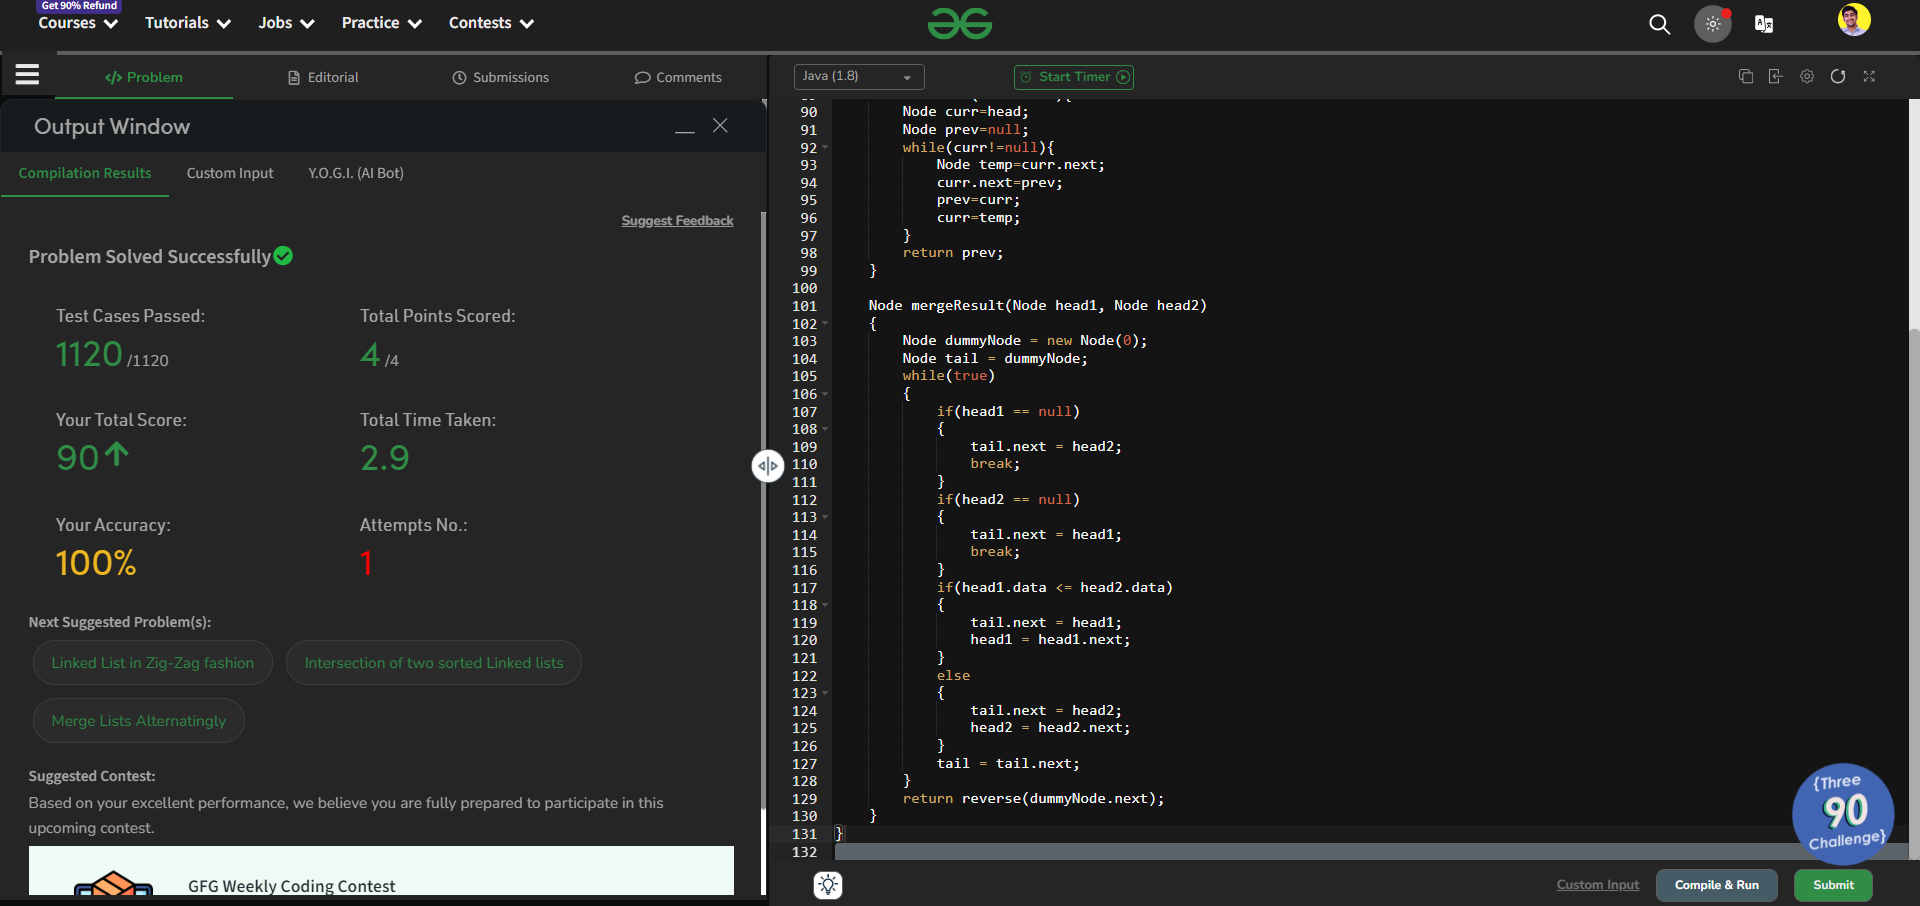 Get 90% Refund
Courses
Tutorials
Jobs
Practice
Contests
</> Problem
Editorial
Submissions
Comments
Output Window
Compilation Results
Custom Input
Y.O.G.I. (AI Bot)
Suggest Feedback
Problem Solved Successfully
Test Cases Passed:
1120 /1120
Total Points Scored:
4 /4
Your Total Score:
90
Total Time Taken:
2.9
Your Accuracy:
100%
Attempts No.:
1
Next Suggested Problem(s):
Linked List in Zig-Zag fashion
Intersection of two sorted Linked lists
Merge Lists Alternatingly
Suggested Contest:
Based on your excellent performance, we believe you are fully prepared to participate in this
upcoming contest.
GFG Weekly Coding Contest
Java (1.8)
Start Timer
90 Node curr=head;
91 Node prev=null;
92 while(curr!=null){
93 Node temp=curr.next;
94 curr.next=prev;
95 prev=curr;
96 curr=temp;
97 }
98 return prev;
99 }
100
101 Node mergeResult(Node head1, Node head2)
102 {
103 Node dummyNode = new Node(0);
104 Node tail = dummyNode;
105 while(true)
106 {
107 if(head1 == null)
108 {
109 tail.next = head2;
110 break;
111 }
112 if(head2 == null)
113 {
114 tail.next = head1;
115 break;
116 }
117 if(head1.data <= head2.data)
118 {
119 tail.next = head1;
120 head1 = head1.next;
121 }
122 else
123 {
124 tail.next = head2;
125 head2 = head2.next;
126 }
127 tail = tail.next;
128 }
129 return reverse(dummyNode.next);
130 }
131 }
132
{Three
90
Challenge}
Custom Input
Compile & Run
Submit